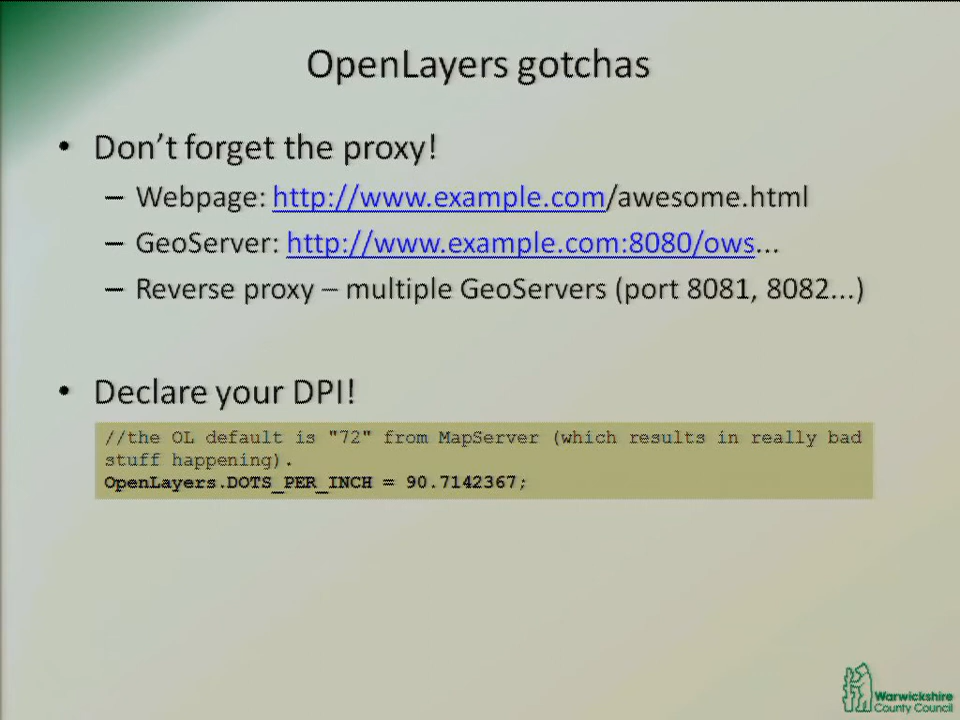 OpenLayers gotchas
• Don't forget the proxy!
– Webpage: http://www.example.com/awesome.html
– GeoServer: http://www.example.com:8080/ows...
– Reverse proxy – multiple GeoServers (port 8081, 8082...)
• Declare your DPI!
//the OL default is "72" from MapServer (which results in really bad
stuff happening).
OpenLayers.DOTS_PER_INCH = 90.7142367;
Warwickshire
County Council